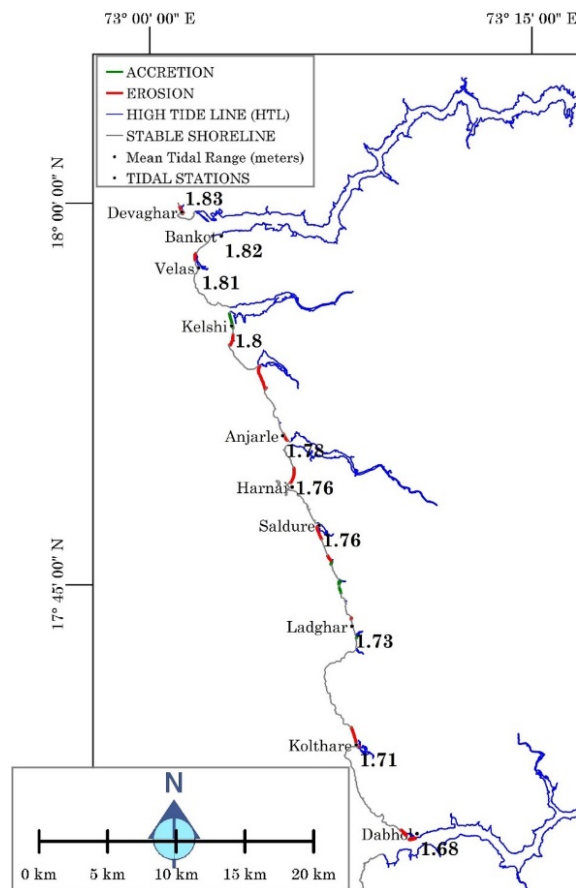 73° 00' 00" E
73° 15' 00" E
ACCRETION
EROSION
HIGH TIDE LINE (HTL)
STABLE SHORELINE
Mean Tidal Range (meters)
TIDAL STATIONS
18° 00' 00" N
Devaghar
1.83
Bankot
1.82
Velas
1.81
Kelshi
1.8
Anjarle
1.78
Harnai
1.76
Saldure
1.76
17° 45' 00" N
Ladghar
1.73
Kolthare
1.71
Dabhol
1.68
N
0 km
5 km
10 km
15 km
20 km